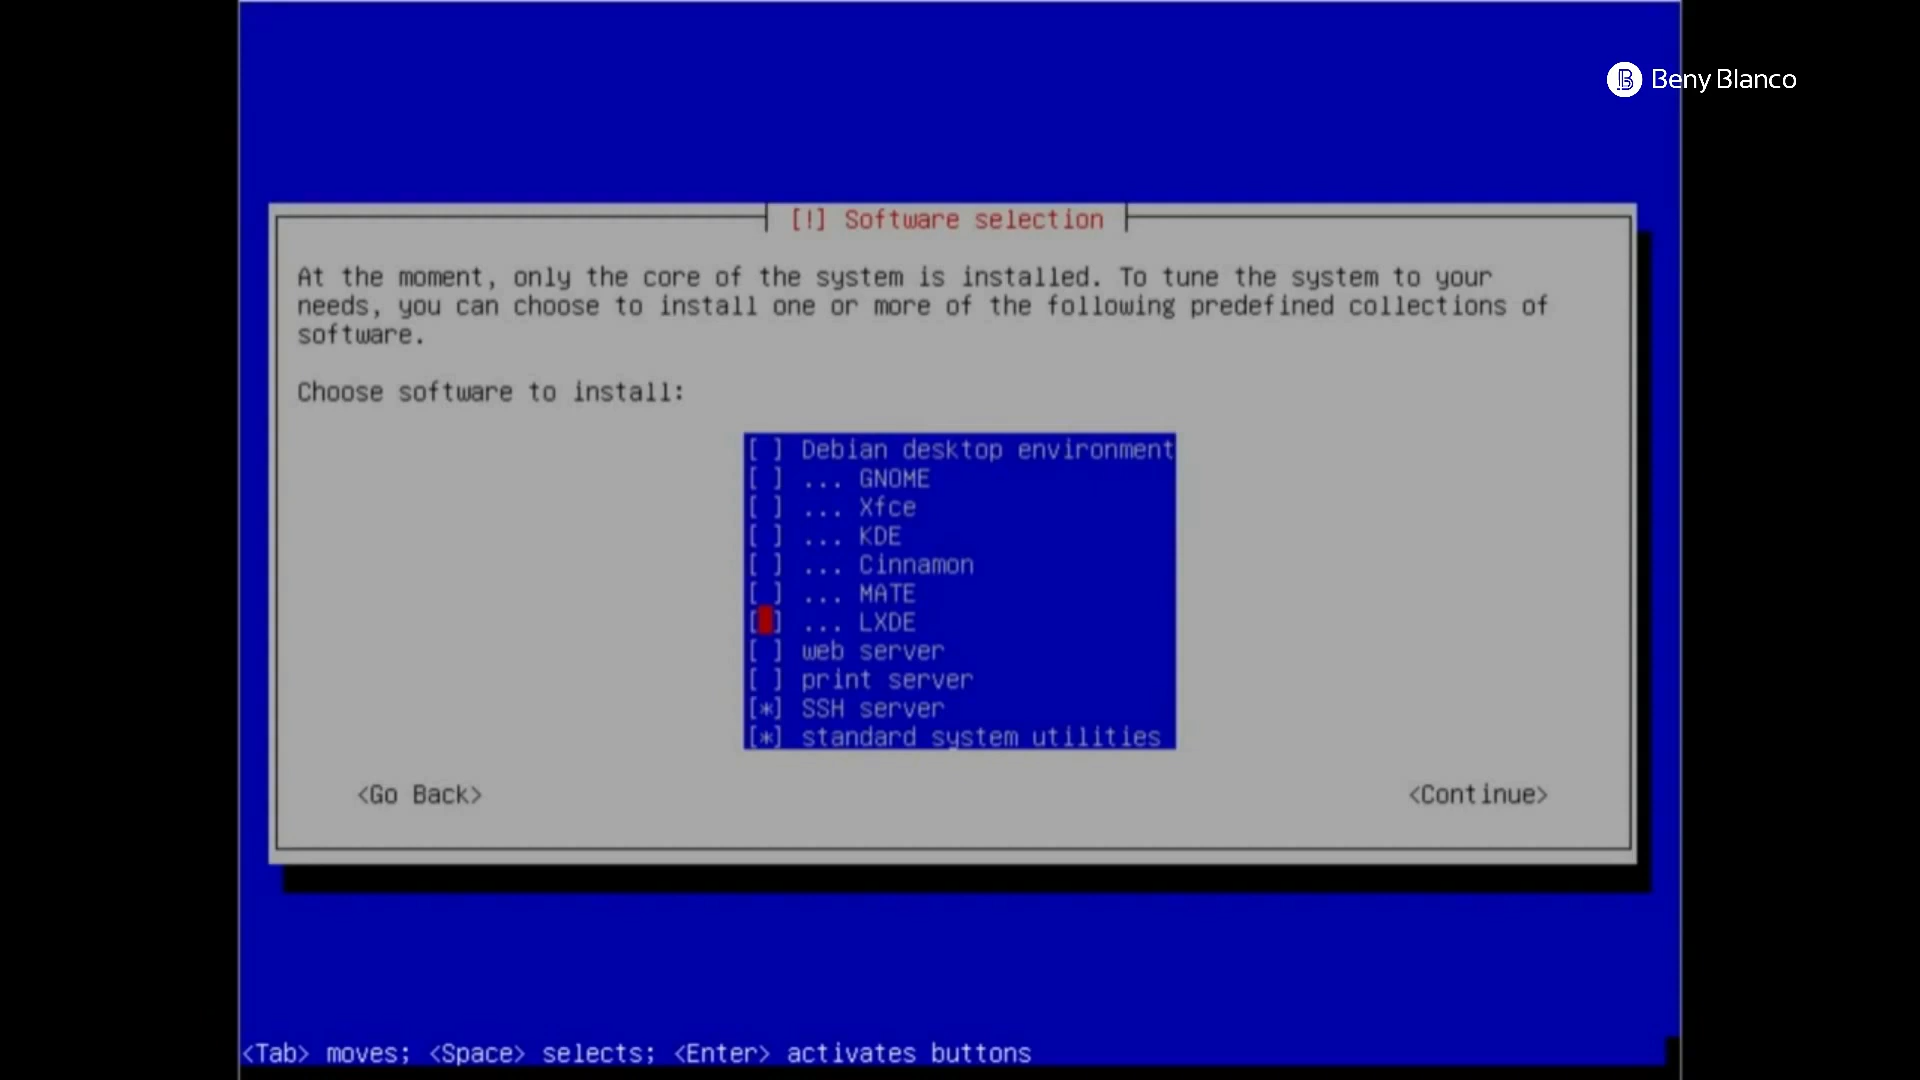 Beny Blanco
[!] Software selection
At the moment, only the core of the system is installed. To tune the system to your
needs, you can choose to install one or more of the following predefined collections of
software.
Choose software to install:
[ ] Debian desktop environment
[ ] ... GNOME
[ ] ... Xfce
[ ] ... KDE
[ ] ... Cinnamon
[ ] ... MATE
[ ] ... LXDE
[ ] web server
[ ] print server
[*] SSH server
[*] standard system utilities
<Go Back> <Continue>
<Tab> moves; <Space> selects; <Enter> activates buttons